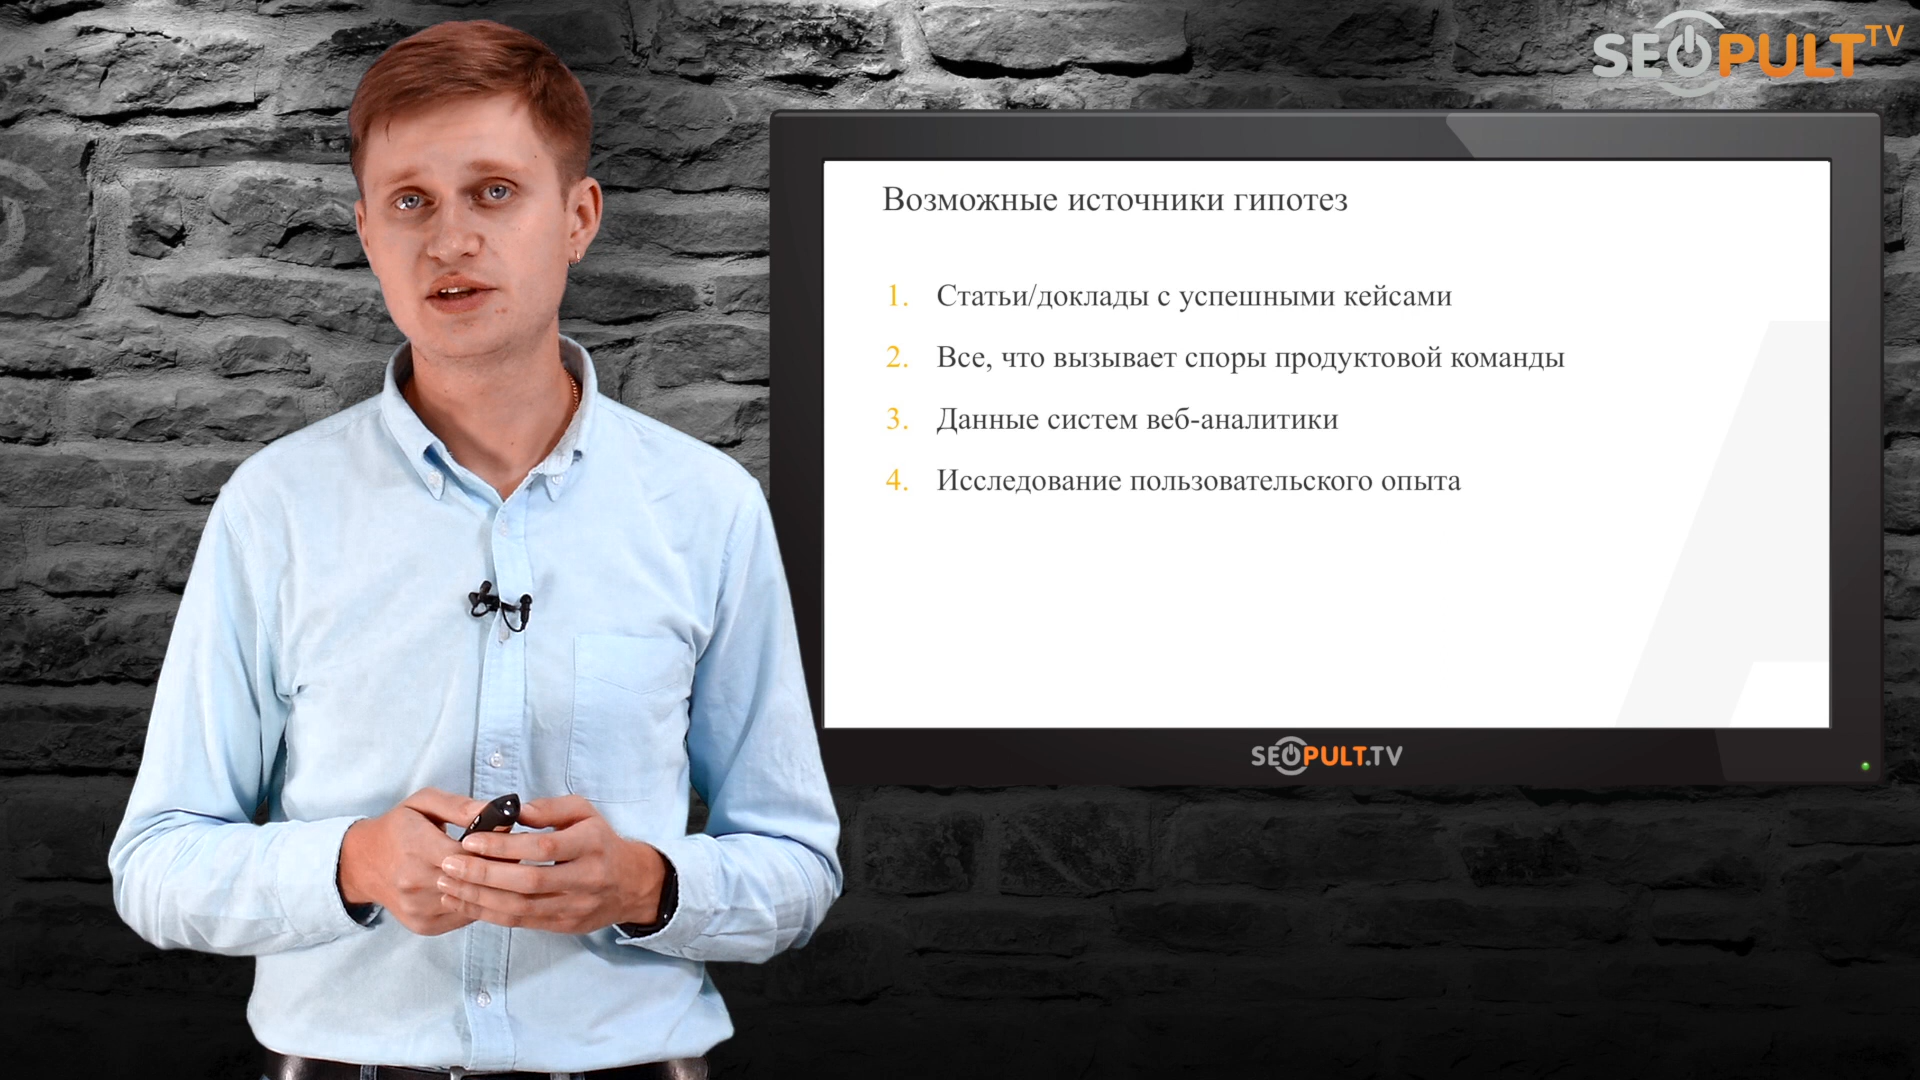 SEOPULT TV
Возможные источники гипотез
1. Статьи/доклады с успешными кейсами
2. Все, что вызывает споры продуктовой команды
3. Данные систем веб-аналитики
4. Исследование пользовательского опыта
SEOPULT.TV